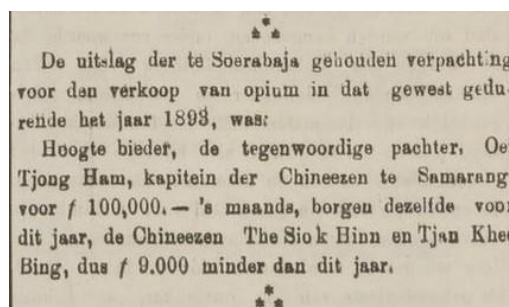 De uitslag der te Soerabaja gehouden verpachting
voor den verkoop van opium in dat gewest gedu-
rende het jaar 1893, was:
Hoogte bieder, de tegenwoordige pachter. Oei
Tjong Ham, kapitein der Chineezen te Samarang
voor ƒ 100,000.— 's maands, borgen dezelfde voor
dit jaar, de Chineezen The Siok Hinn en Tjan Khee
Bing, dus ƒ 9.000 minder dan dit jaar.